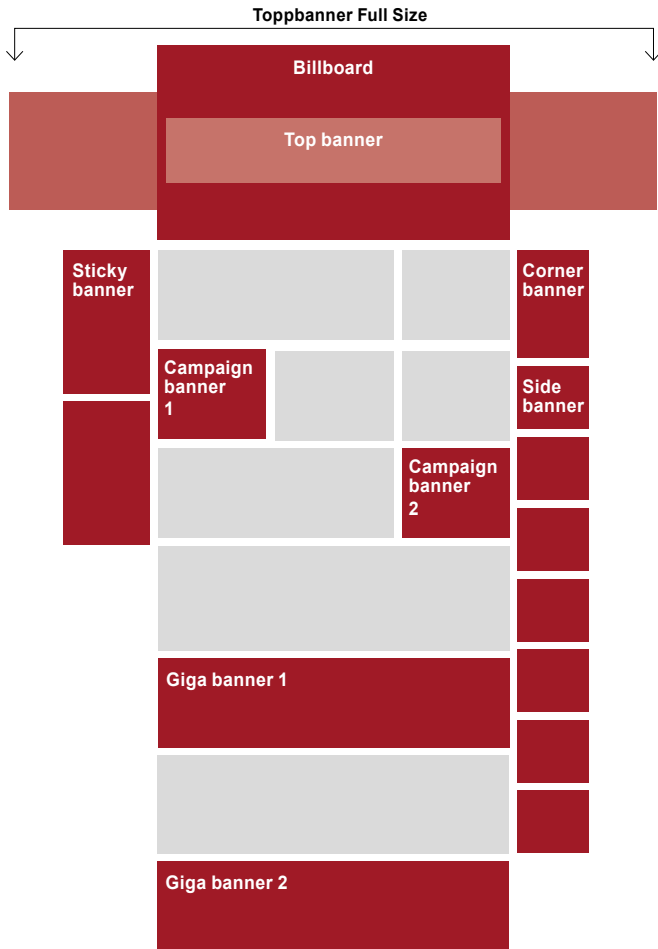 Toppbanner Full Size
Billboard
Top banner
Sticky
banner
Corner
banner
Campaign
banner
1
Side
banner
Campaign
banner
2
Giga banner 1
Giga banner 2